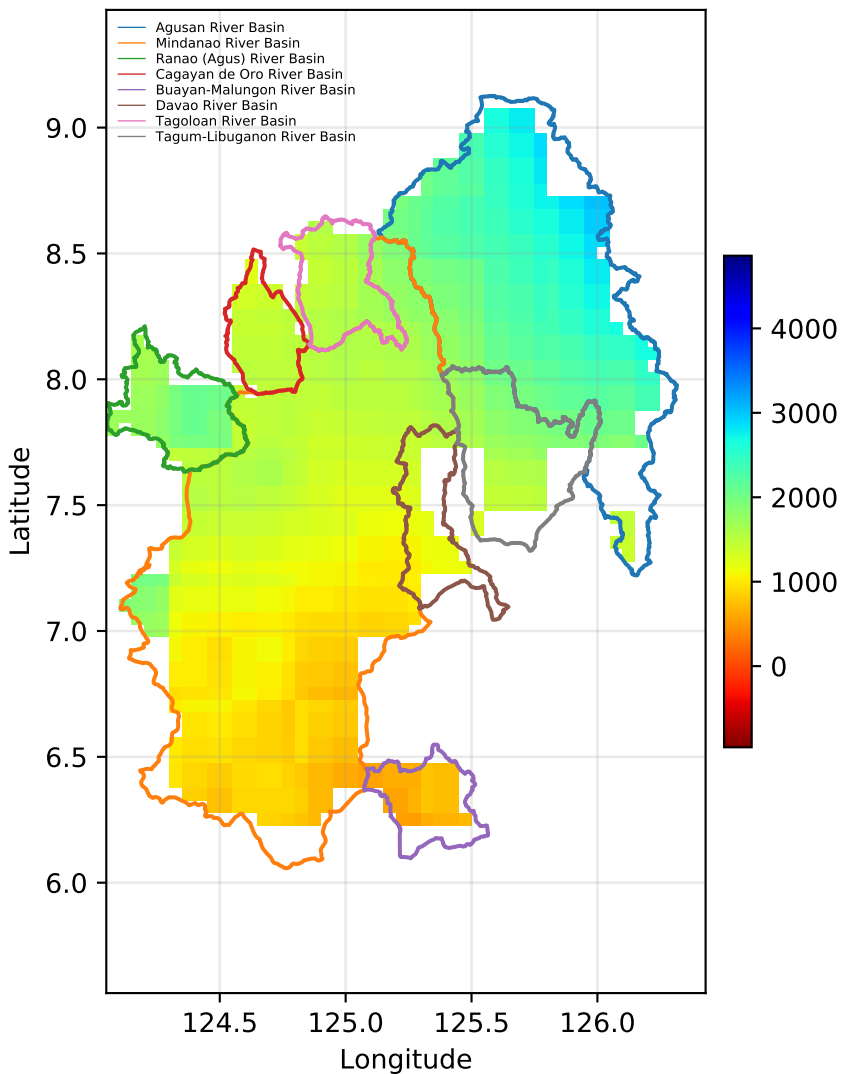 Agusan River Basin
Mindanao River Basin
Ranao (Agus) River Basin
Cagayan de Oro River Basin
Buayan-Malungon River Basin
Davao River Basin
Tagoloan River Basin
Tagum-Libuganon River Basin
9.0
8.5
8.0
7.5
7.0
6.5
6.0
Latitude
124.5 125.0 125.5 126.0
Longitude
4000
3000
2000
1000
0